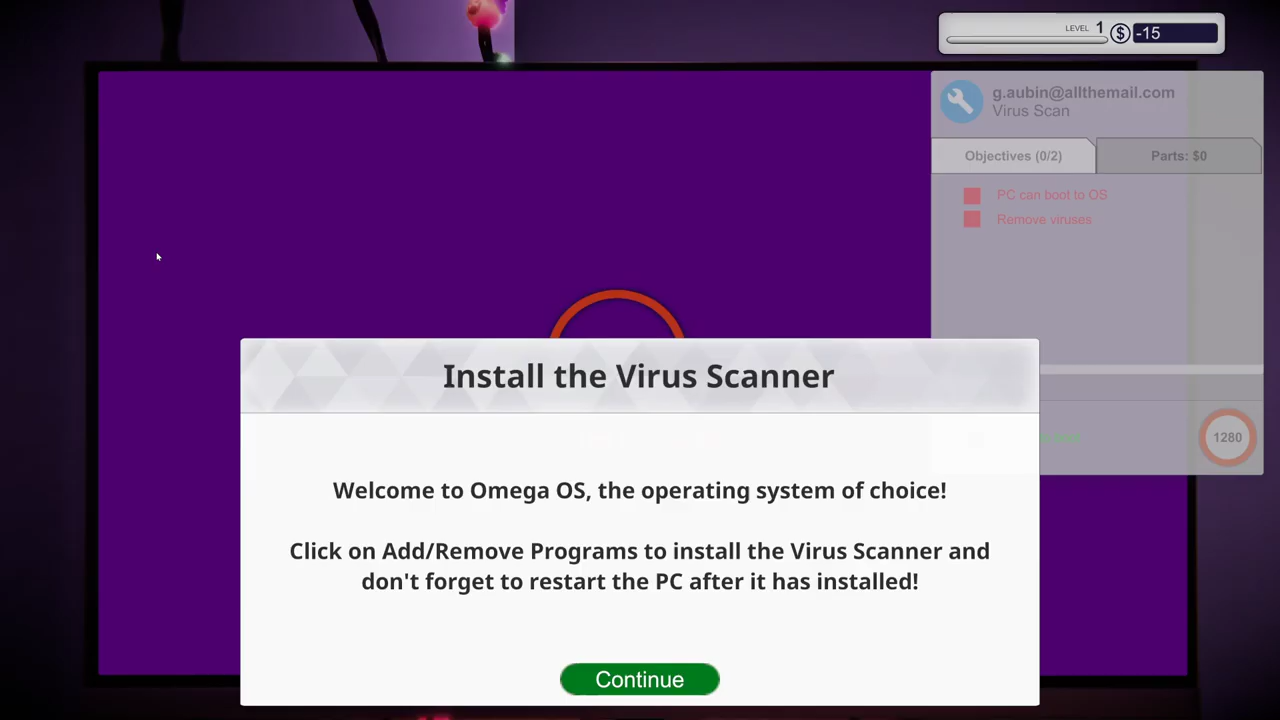 LEVEL 1 $ -15
g.aubin@allthemail.com
Virus Scan
Objectives (0/2)
Parts: $0
PC can boot to OS
Remove viruses
1280
Install the Virus Scanner
Welcome to Omega OS, the operating system of choice!
Click on Add/Remove Programs to install the Virus Scanner and
don't forget to restart the PC after it has installed!
Continue